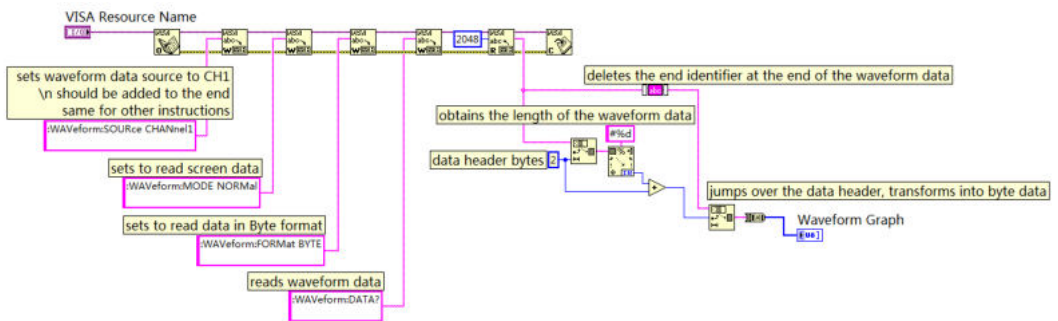 VISA Resource Name
I/O
2048
sets waveform data source to CH1
\n should be added to the end
same for other instructions
:WAVeform:SOURce CHANnel1
sets to read screen data
:WAVeform:MODE NORMal
sets to read data in Byte format
:WAVeform:FORMat BYTE
reads waveform data
:WAVeform:DATA?
deletes the end identifier at the end of the waveform data
abc
obtains the length of the waveform data
#%d
data header bytes
2
jumps over the data header, transforms into byte data
Waveform Graph